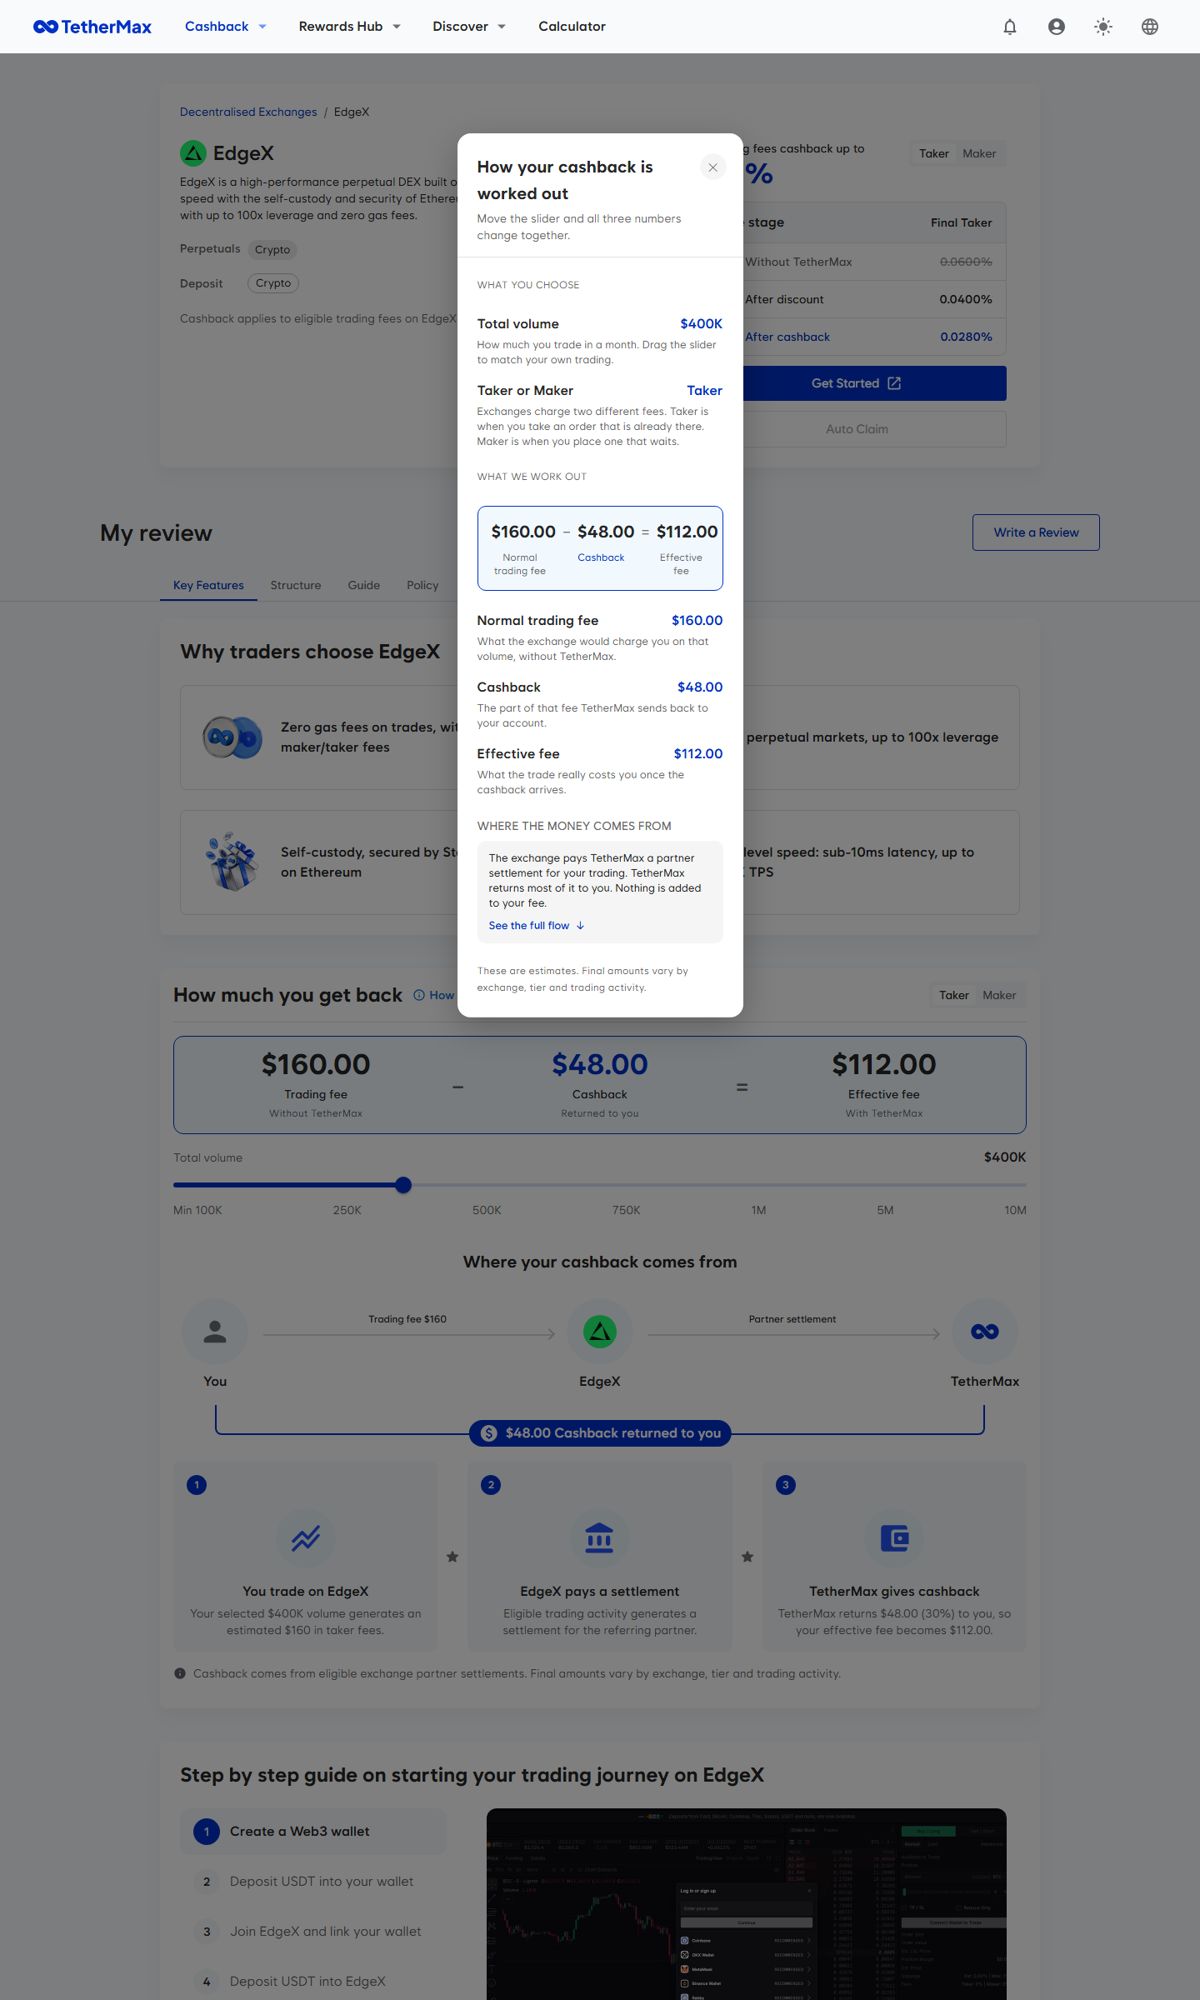 TetherMax
Cashback
Rewards Hub
Discover
Calculator
Decentralised Exchanges / EdgeX
EdgeX
EdgeX is a high-performance perpetual DEX built o
speed with the self-custody and security of Ethere
with up to 100x leverage and zero gas fees.
Perpetuals Crypto
Deposit Crypto
Cashback applies to eligible trading fees on EdgeX
g fees cashback up to
%
Taker Maker
stage Final Taker
Without TetherMax 0.0600%
After discount 0.0400%
After cashback 0.0280%
Get Started
Auto Claim
How your cashback is
worked out
Move the slider and all three numbers
change together.
WHAT YOU CHOOSE
Total volume $400K
How much you trade in a month. Drag the slider
to match your own trading.
Taker or Maker Taker
Exchanges charge two different fees. Taker is
when you take an order that is already there.
Maker is when you place one that waits.
WHAT WE WORK OUT
$160.00 − $48.00 = $112.00
Normal
trading fee
Cashback
Effective
fee
Normal trading fee $160.00
What the exchange would charge you on that
volume, without TetherMax.
Cashback $48.00
The part of that fee TetherMax sends back to
your account.
Effective fee $112.00
What the trade really costs you once the
cashback arrives.
WHERE THE MONEY COMES FROM
The exchange pays TetherMax a partner
settlement for your trading. TetherMax
returns most of it to you. Nothing is added
to your fee.
See the full flow ↓
These are estimates. Final amounts vary by
exchange, tier and trading activity.
My review
Write a Review
Key Features
Structure
Guide
Policy
Why traders choose EdgeX
Zero gas fees on trades, wit
maker/taker fees
perpetual markets, up to 100x leverage
Self-custody, secured by St
on Ethereum
level speed: sub-10ms latency, up to
TPS
How much you get back
How
Taker Maker
$160.00 − $48.00 = $112.00
Trading fee
Without TetherMax
Cashback
Returned to you
Effective fee
With TetherMax
Total volume $400K
Min 100K 250K 500K 750K 1M 5M 10M
Where your cashback comes from
Trading fee $160
Partner settlement
You
EdgeX
TetherMax
$48.00 Cashback returned to you
1
You trade on EdgeX
Your selected $400K volume generates an
estimated $160 in taker fees.
2
EdgeX pays a settlement
Eligible trading activity generates a
settlement for the referring partner.
3
TetherMax gives cashback
TetherMax returns $48.00 (30%) to you, so
your effective fee becomes $112.00.
Cashback comes from eligible exchange partner settlements. Final amounts vary by exchange, tier and trading activity.
Step by step guide on starting your trading journey on EdgeX
1 Create a Web3 wallet
2 Deposit USDT into your wallet
3 Join EdgeX and link your wallet
4 Deposit USDT into EdgeX
Log in or sign up
Continue
Coinbase
OKX Wallet
MetaMask
Binance Wallet